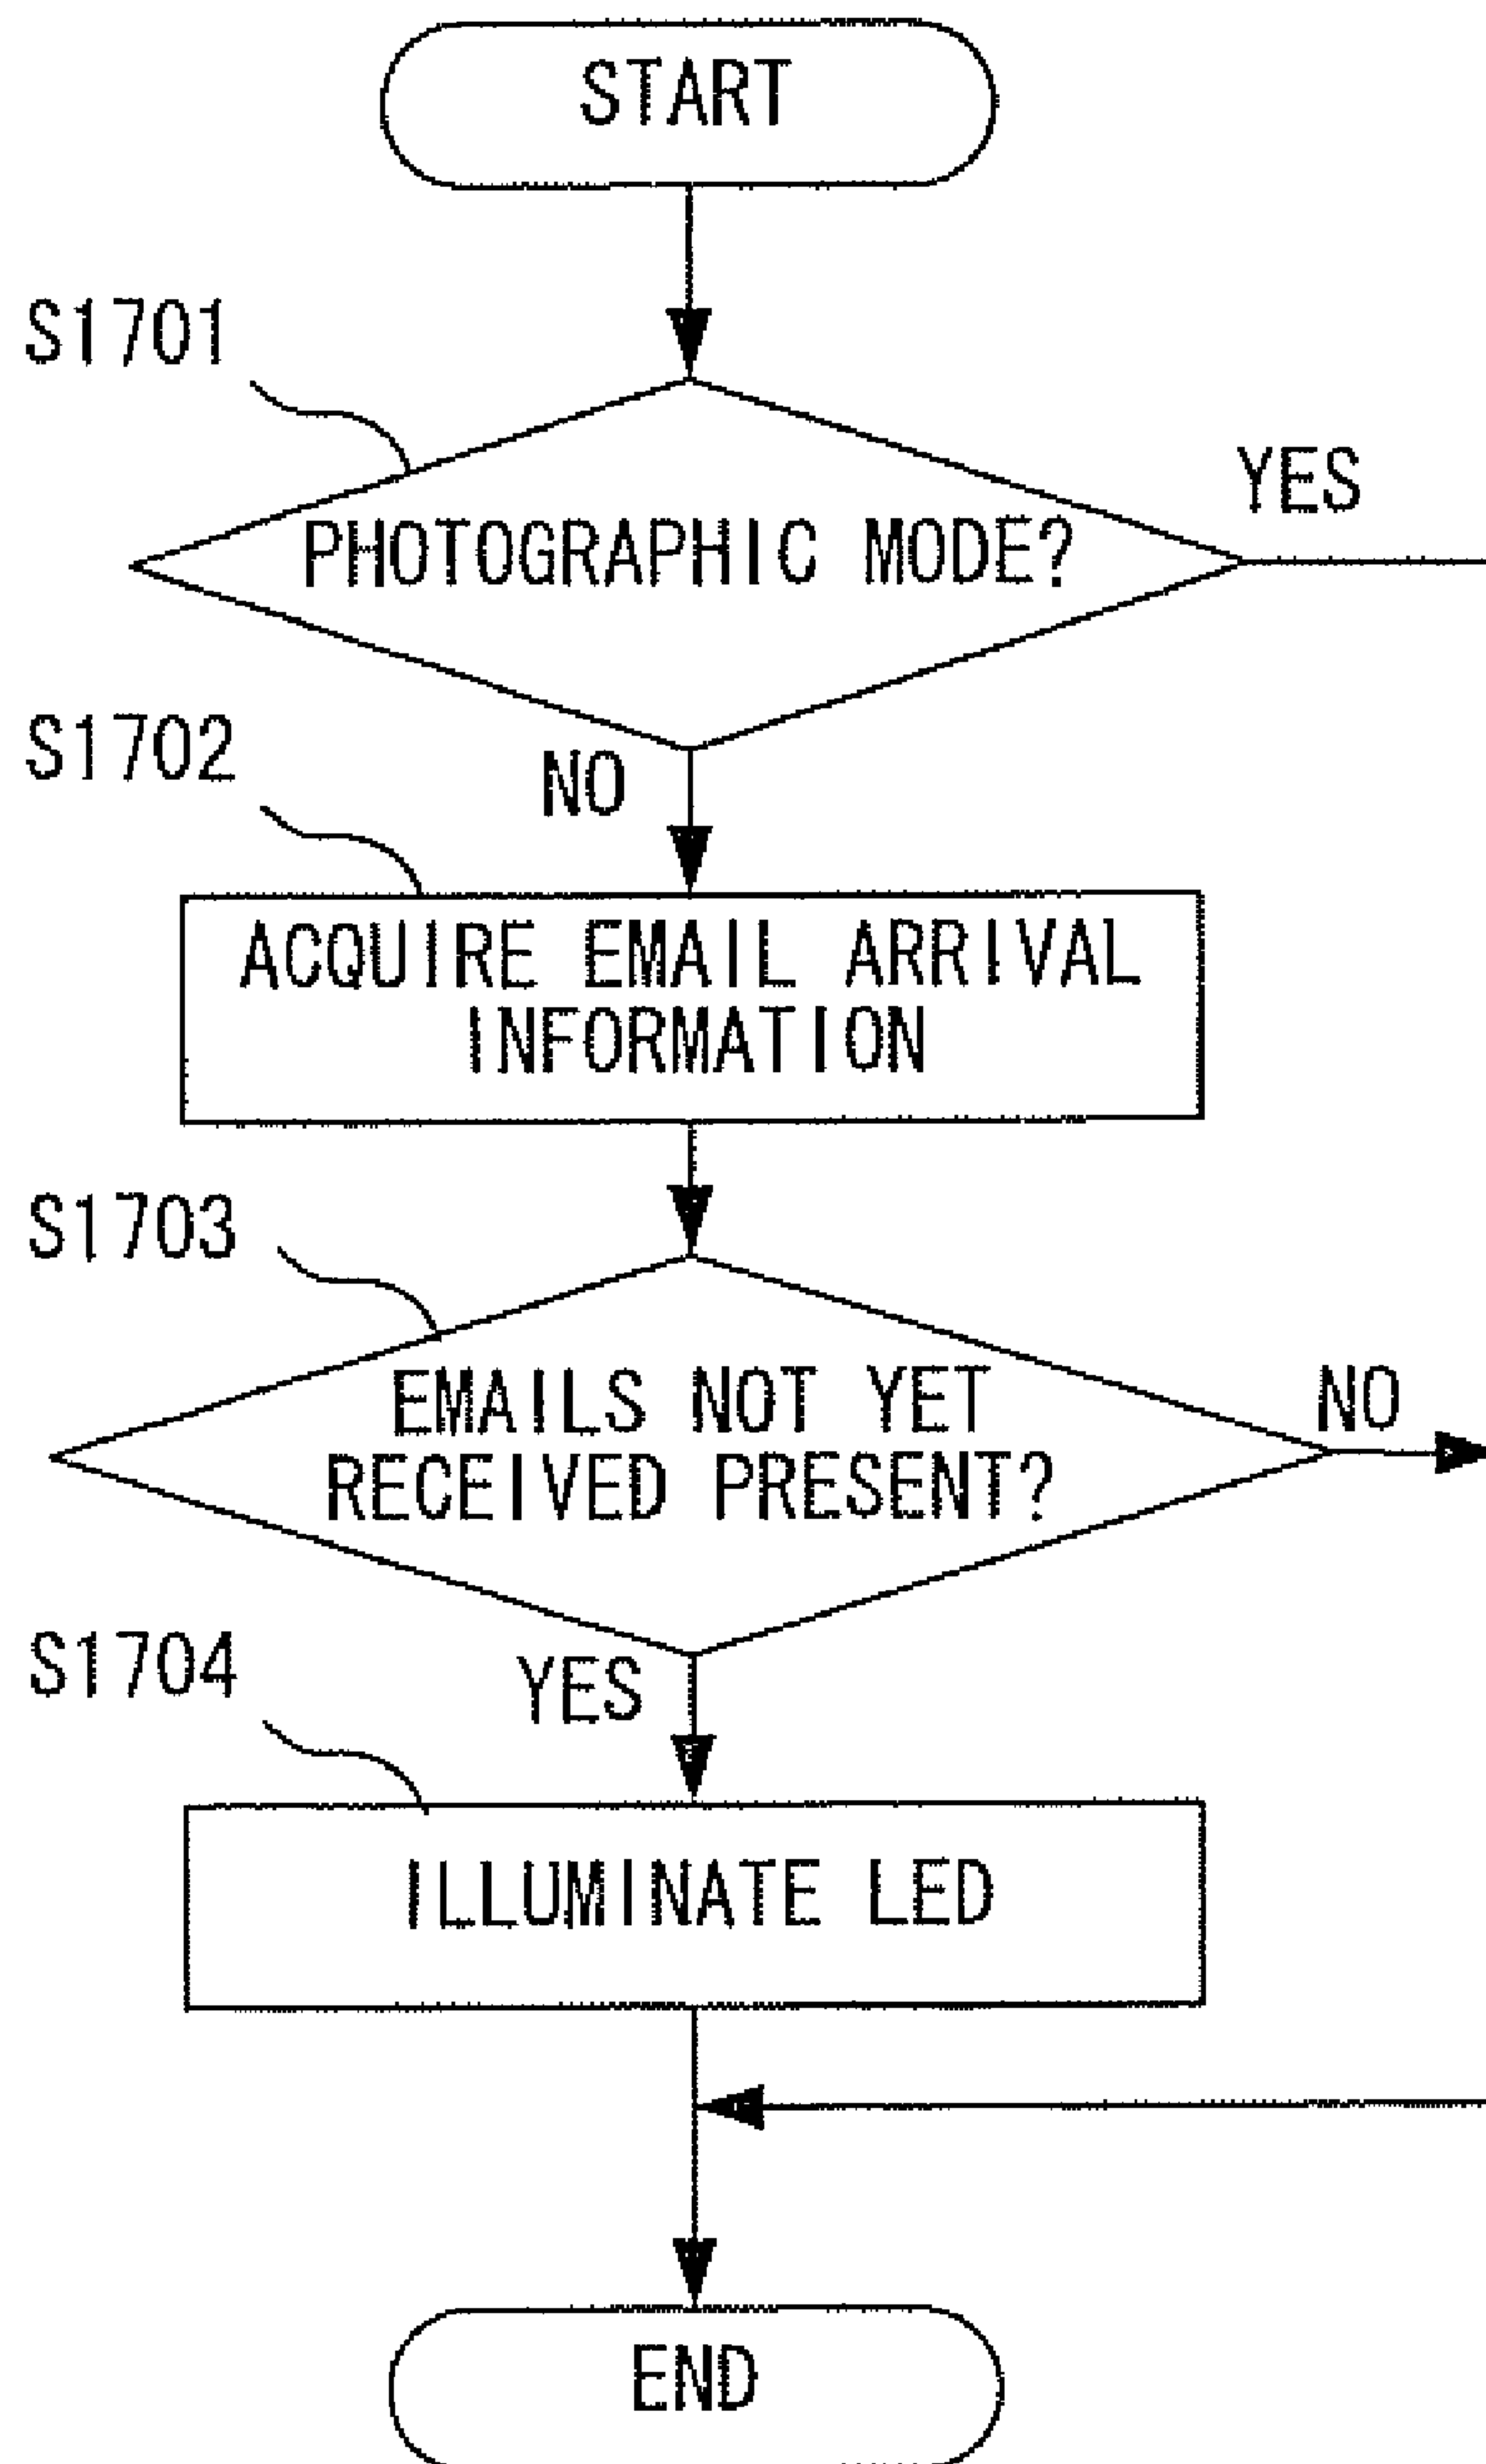 START
S1701
YES
PHOTOGRAPHIC MODE?
S1702
NO
ACQUIRE EMAIL ARRIVAL
INFORMATION
S1703
EMAILS NOT YET
NO
RECEIVED PRESENT?
S1704
YES
ILLUMINATE LED
END